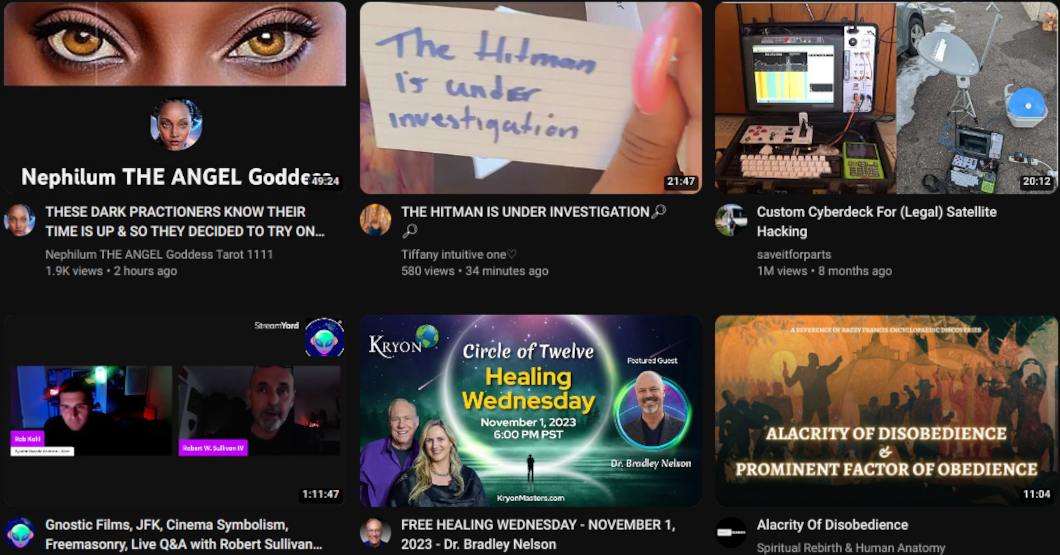 Nephilum THE ANGEL Goddess
49:24
THESE DARK PRACTIONERS KNOW THEIR
TIME IS UP & SO THEY DECIDED TO TRY ON...
Nephilum THE ANGEL Goddess Tarot 1111
1.9K views • 2 hours ago
The Hitman
is under
investigation
21:47
THE HITMAN IS UNDER INVESTIGATION🔎
🔎
Tiffany intuitive one♡
580 views • 34 minutes ago
20:12
Custom Cyberdeck For (Legal) Satellite
Hacking
saveitforparts
1M views • 8 months ago
StreamYard
Rob Kahl
Robert W. Sullivan IV
1:11:47
Gnostic Films, JFK, Cinema Symbolism,
Freemasonry, Live Q&A with Robert Sullivan...
KRYON
Circle of Twelve
Healing
Wednesday
November 1, 2023
6:00 PM PST
Featured Guest
Dr. Bradley Nelson
KryonMasters.com
FREE HEALING WEDNESDAY - NOVEMBER 1,
2023 - Dr. Bradley Nelson
A REFERENCE OF BAZZY FRANCIS ENCYCLOPAEDIC DISCOVERIES
ALACRITY OF DISOBEDIENCE
&
PROMINENT FACTOR OF OBEDIENCE
11:04
Alacrity Of Disobedience
Spiritual Rebirth & Human Anatomy